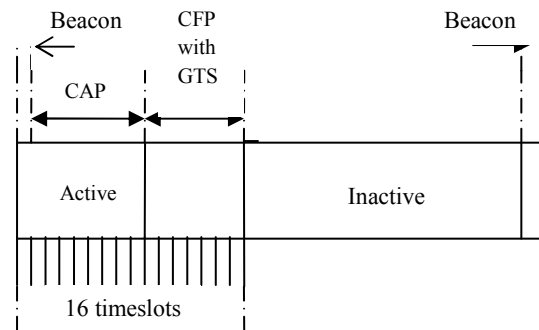 Beacon
CFP
with
GTS
Beacon
CAP
Active
Inactive
16 timeslots